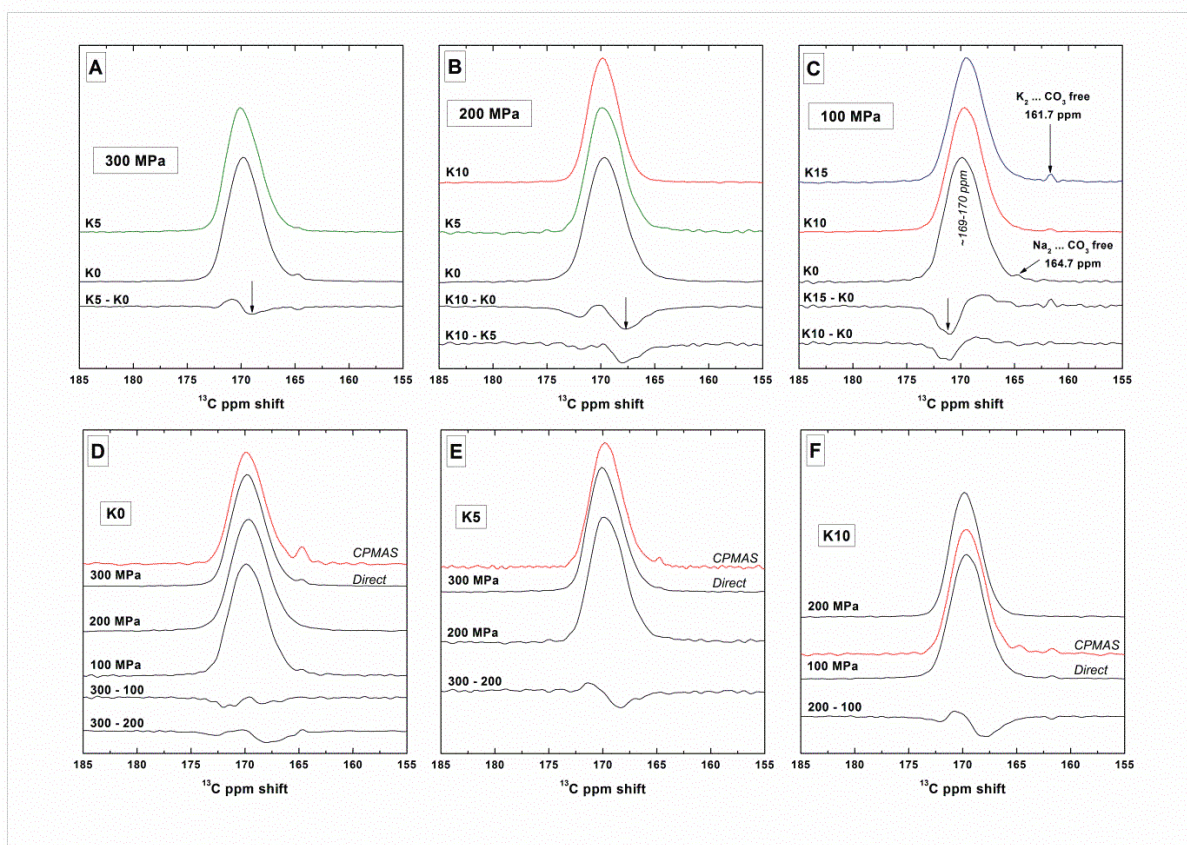 A
300 MPa
K5
K0
K5 - K0
185 180 175 170 165 160 155
13C ppm shift
B
200 MPa
K10
K5
K0
K10 - K0
K10 - K5
185 180 175 170 165 160 155
13C ppm shift
C
100 MPa
K2 ... CO3 free
161.7 ppm
K15
K10
~169-170 ppm
Na2 ... CO3 free
164.7 ppm
K0
K15 - K0
K10 - K0
185 180 175 170 165 160 155
13C ppm shift
D
K0
CPMAS
300 MPa
Direct
200 MPa
100 MPa
300 - 100
300 - 200
185 180 175 170 165 160 155
13C ppm shift
E
K5
CPMAS
300 MPa
Direct
200 MPa
300 - 200
185 180 175 170 165 160 155
13C ppm shift
F
K10
200 MPa
CPMAS
100 MPa
Direct
200 - 100
185 180 175 170 165 160 155
13C ppm shift